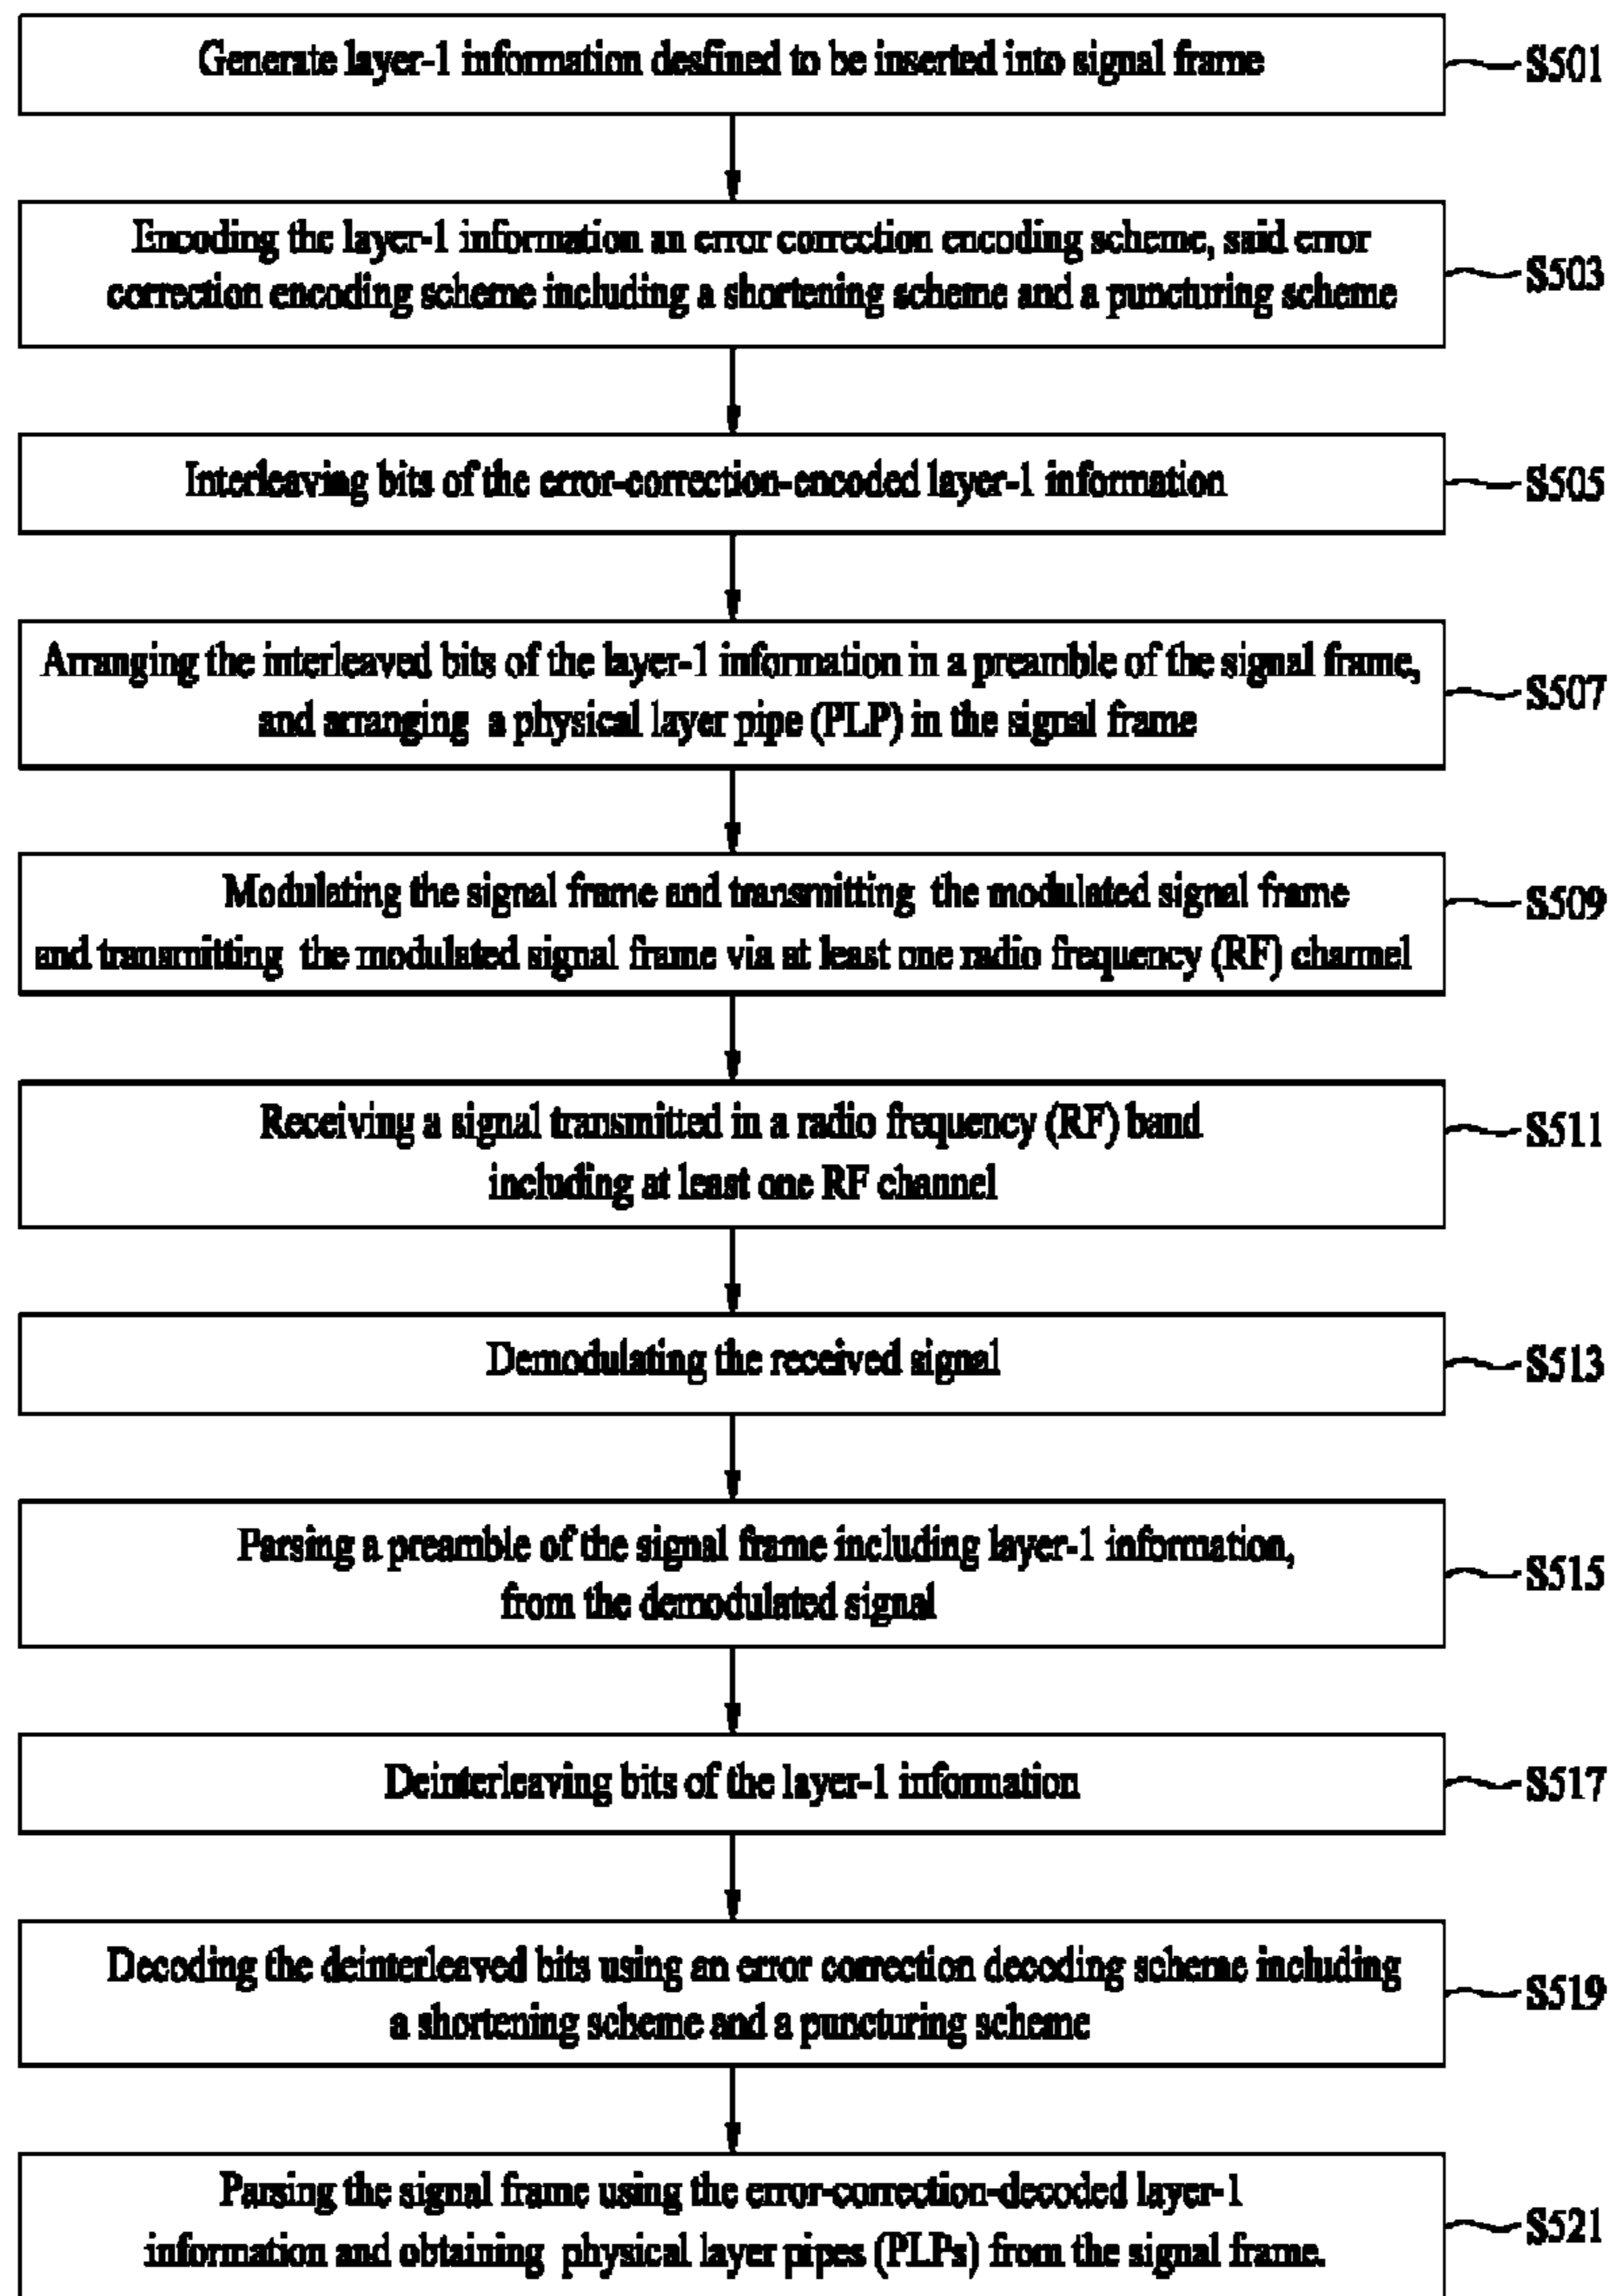 Generate layer-1 information desfined to be inserted into signal frame
S501
Encoding the layer-1 information an error correction encoding scheme, said error
correction encoding scheme including a shortening scheme and a puncturing scheme
S503
Interleaving bits of the error-correction-encoded layer-1 information
S505
Arranging the interleaved bits of the layer-1 information in a preamble of the signal frame,
and arranging a physical layer pipe (PLP) in the signal frame
S507
Modulating the signal frame and transmitting the modulated signal frame
and transmitting the modulated signal frame via at least one radio frequency (RF) channel
S509
Receiving a signal transmitted in a radio frequency (RF) band
including at least one RF channel
S511
Demodulating the received signal
S513
Parsing a preamble of the signal frame including layer-1 information,
from the demodulated signal
S515
Deinterleaving bits of the layer-1 information
S517
Decoding the deinterleaved bits using an error correction decoding scheme including
a shortening scheme and a puncturing scheme
S519
Parsing the signal frame using the error-correction-decoded layer-1
information and obtaining physical layer pipes (PLPs) from the signal frame.
S521